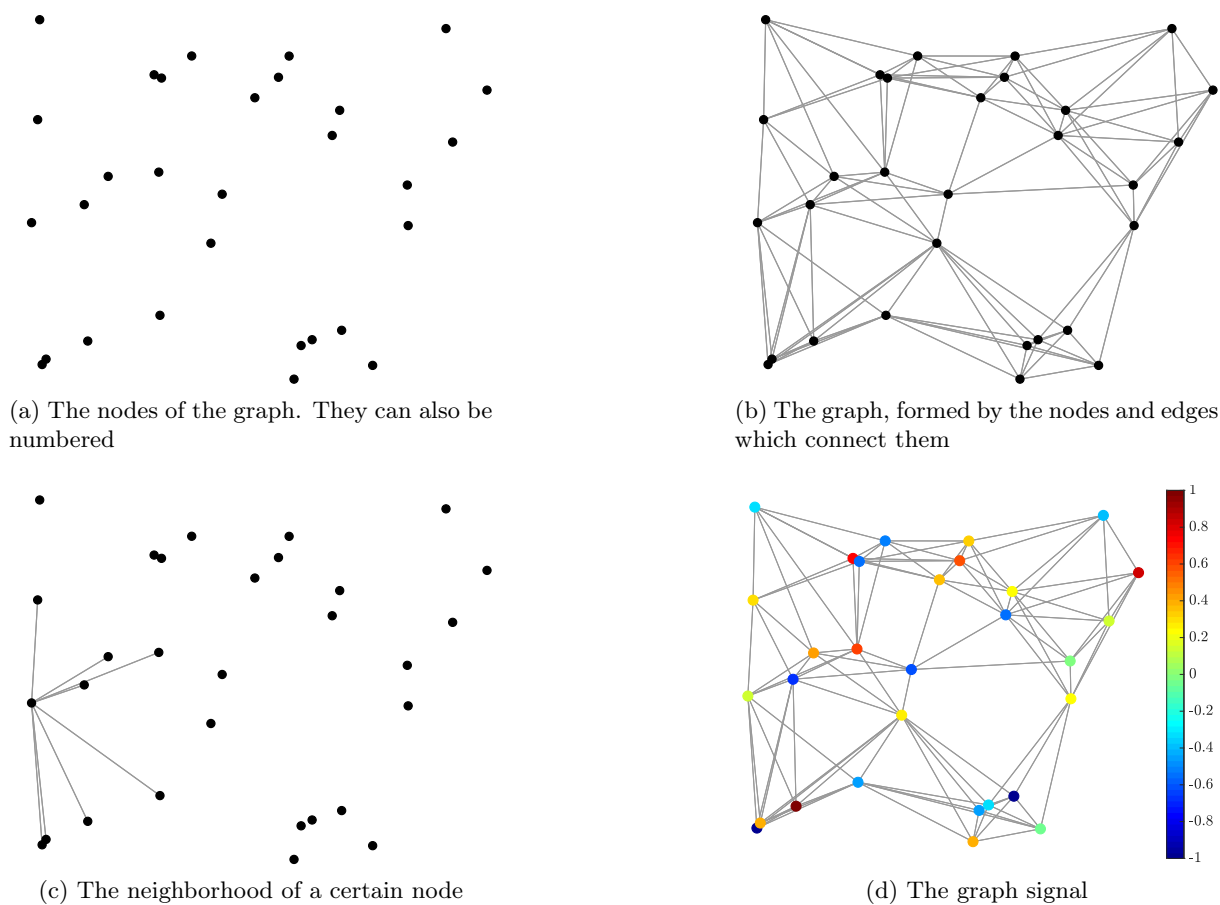 (a) The nodes of the graph. They can also be
numbered
(b) The graph, formed by the nodes and edges
which connect them
1
0.8
0.6
0.4
0.2
0
-0.2
-0.4
-0.6
-0.8
-1
(c) The neighborhood of a certain node
(d) The graph signal